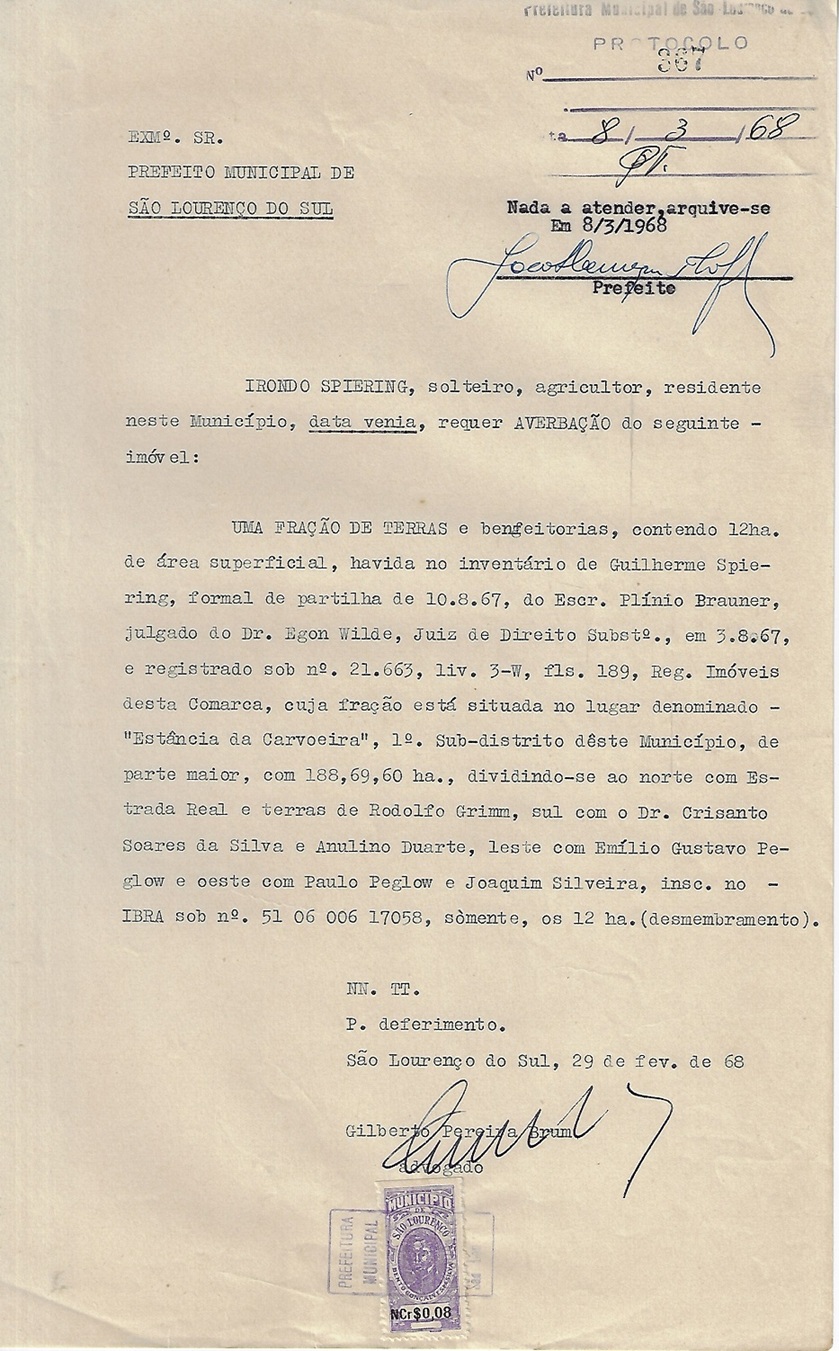 Prefeitura Municipal de São Lourenço
PROTOCOLO
Nº 367
ta 8 / 3 / 68
EXMº. SR.
PREFEITO MUNICIPAL DE
SÃO LOURENÇO DO SUL
Nada a atender,arquive-se
Em 8/3/1968
Prefeito
IRONDO SPIERING, solteiro, agricultor, residente
neste Município, data venia, requer AVERBAÇÃO do seguinte -
imóvel:
UMA FRAÇÃO DE TERRAS e benfeitorias, contendo 12ha.
de área superficial, havida no inventário de Guilherme Spie-
ring, formal de partilha de 10.8.67, do Escr. Plínio Brauner,
julgado do Dr. Egon Wilde, Juiz de Direito Substº., em 3.8.67,
e registrado sob nº. 21.663, liv. 3-W, fls. 189, Reg. Imóveis
desta Comarca, cuja fração está situada no lugar denominado -
"Estância da Carvoeira", 1º. Sub-distrito dêste Município, de
parte maior, com 188,69,60 ha., dividindo-se ao norte com Es-
trada Real e terras de Rodolfo Grimm, sul com o Dr. Crisanto
Soares da Silva e Anulino Duarte, leste com Emílio Gustavo Pe-
glow e oeste com Paulo Peglow e Joaquim Silveira, insc. no -
IBRA sob nº. 51 06 006 17058, sòmente, os 12 ha.(desmembramento).
NN. TT.
P. deferimento.
São Lourenço do Sul, 29 de fev. de 68
Gilberto Pereira Brum
advogado
MUNICIPIO
DE
SÃO LOURENÇO
BENTO GONÇALVES DA SILVA
NCr$0,08
PREFEITURA
MUNICIPAL